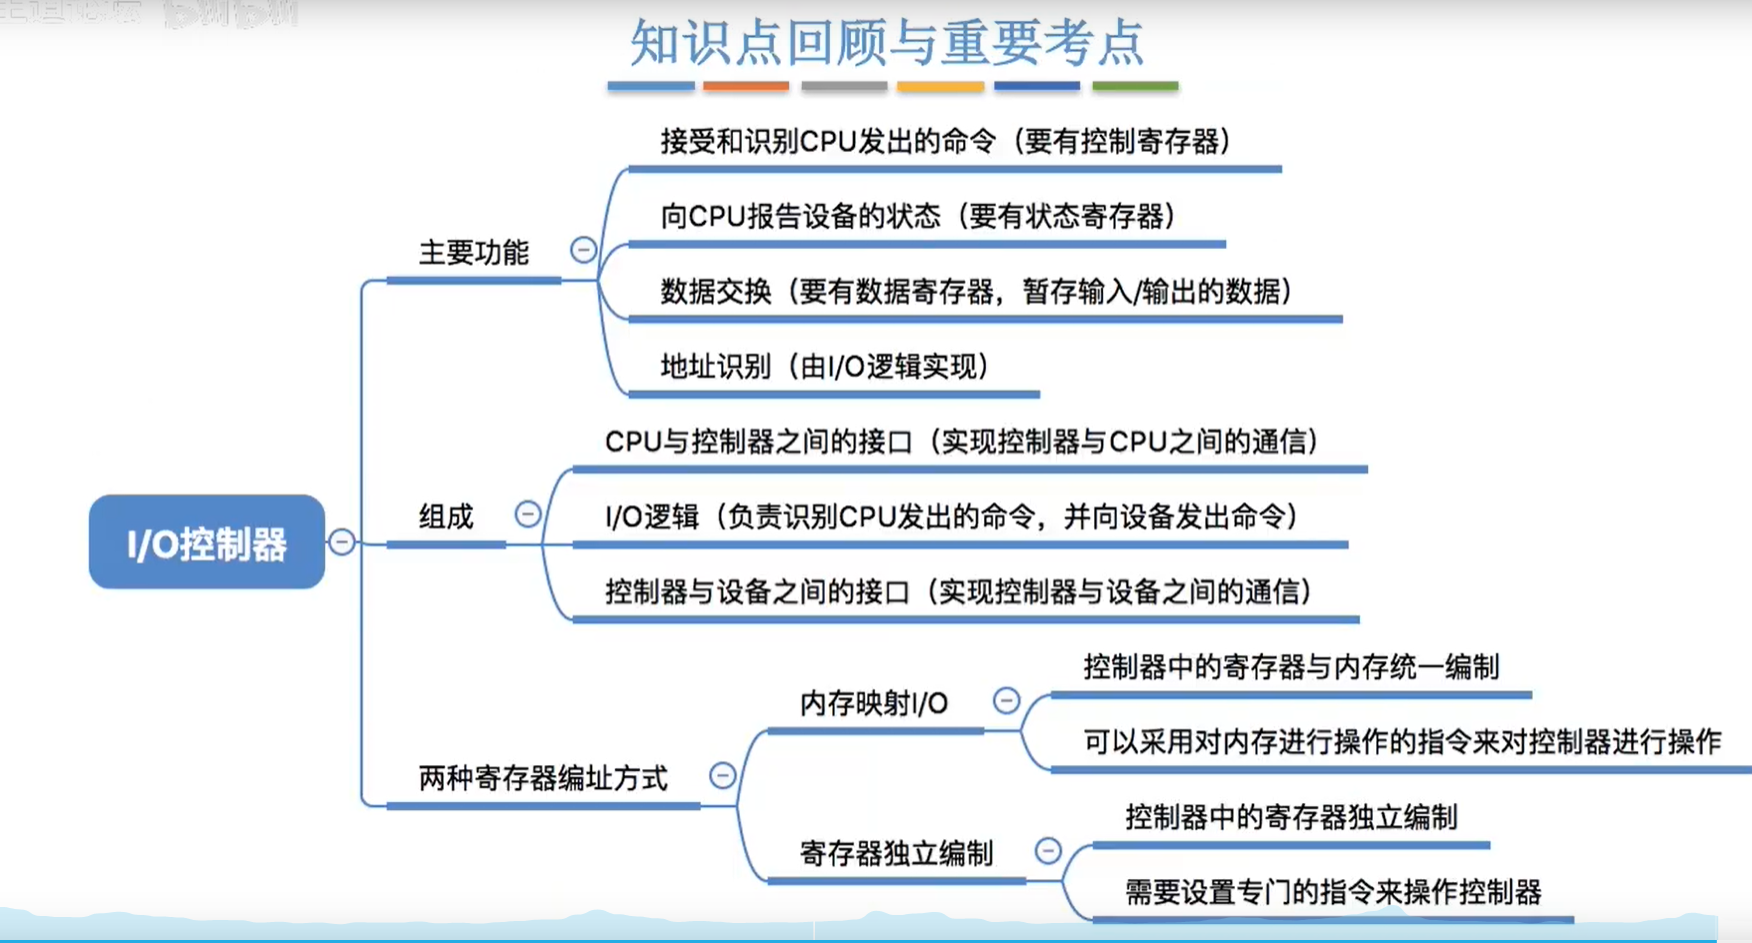 知识点回顾与重要考点
接受和识别CPU发出的命令（要有控制寄存器）
向CPU报告设备的状态（要有状态寄存器）
主要功能
数据交换（要有数据寄存器，暂存输入/输出的数据）
地址识别（由I/O逻辑实现）
CPU与控制器之间的接口（实现控制器与CPU之间的通信）
组成
I/O逻辑（负责识别CPU发出的命令，并向设备发出命令）
I/O控制器
控制器与设备之间的接口（实现控制器与设备之间的通信）
控制器中的寄存器与内存统一编制
内存映射I/O
可以采用对内存进行操作的指令来对控制器进行操作
两种寄存器编址方式
控制器中的寄存器独立编制
寄存器独立编制
需要设置专门的指令来操作控制器